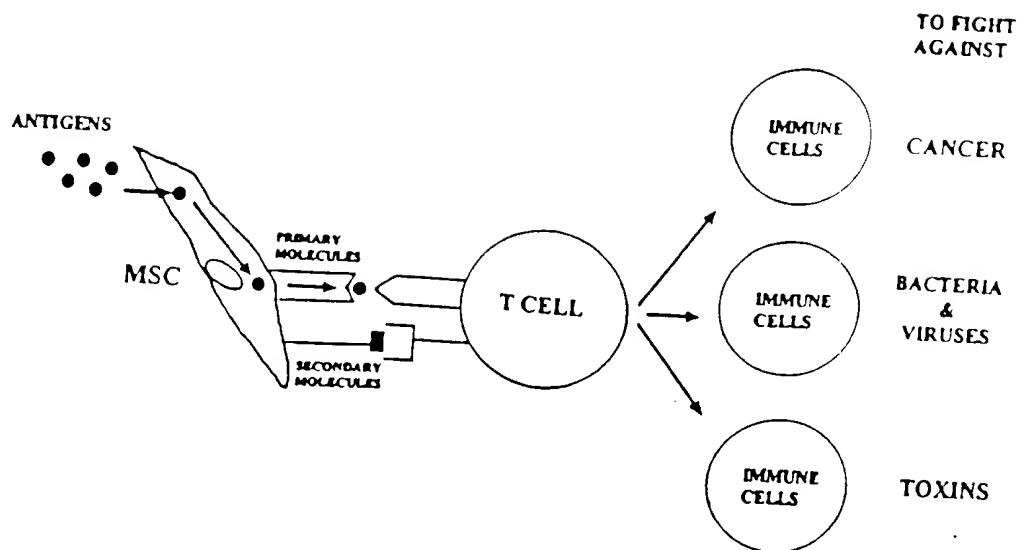 TO FIGHT
AGAINST
ANTIGENS
IMMUNE
CELLS
CANCER
PRIMARY
MOLECULES
MSC
T CELL
IMMUNE
CELLS
BACTERIA
&
VIRUSES
SECONDARY
MOLECULES
IMMUNE
CELLS
TOXINS